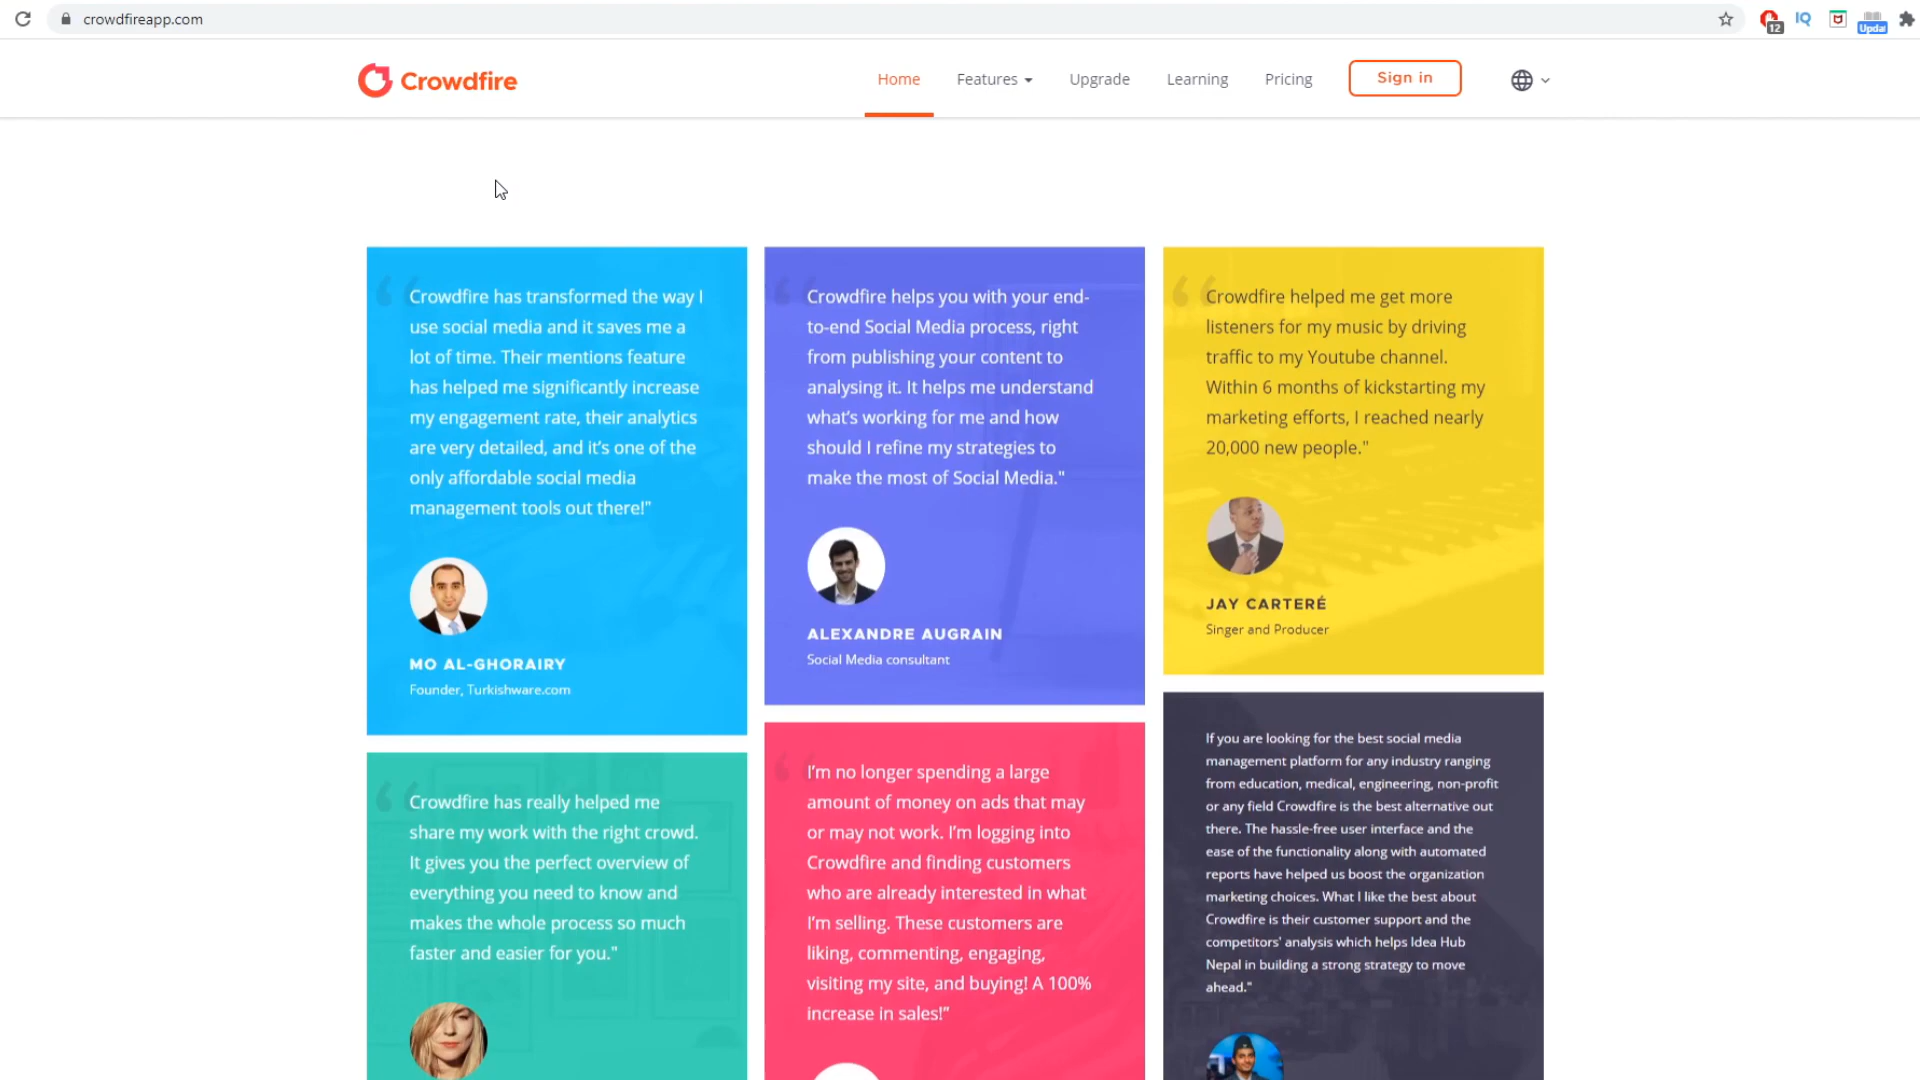 crowdfireapp.com
12
IQ
Updat
Crowdfire
Home
Features
Upgrade
Learning
Pricing
Sign in
Crowdfire has transformed the way I
use social media and it saves me a
lot of time. Their mentions feature
has helped me significantly increase
my engagement rate, their analytics
are very detailed, and it's one of the
only affordable social media
management tools out there!"
MO AL-GHORAIRY
Founder, Turkishware.com
Crowdfire helps you with your end-
to-end Social Media process, right
from publishing your content to
analysing it. It helps me understand
what's working for me and how
should I refine my strategies to
make the most of Social Media."
ALEXANDRE AUGRAIN
Social Media consultant
Crowdfire helped me get more
listeners for my music by driving
traffic to my Youtube channel.
Within 6 months of kickstarting my
marketing efforts, I reached nearly
20,000 new people."
JAY CARTERÉ
Singer and Producer
Crowdfire has really helped me
share my work with the right crowd.
It gives you the perfect overview of
everything you need to know and
makes the whole process so much
faster and easier for you."
I'm no longer spending a large
amount of money on ads that may
or may not work. I'm logging into
Crowdfire and finding customers
who are already interested in what
I'm selling. These customers are
liking, commenting, engaging,
visiting my site, and buying! A 100%
increase in sales!"
If you are looking for the best social media
management platform for any industry ranging
from education, medical, engineering, non-profit
or any field Crowdfire is the best alternative out
there. The hassle-free user interface and the
ease of the functionality along with automated
reports have helped us boost the organization
marketing choices. What I like the best about
Crowdfire is their customer support and the
competitors' analysis which helps Idea Hub
Nepal in building a strong strategy to move
ahead."